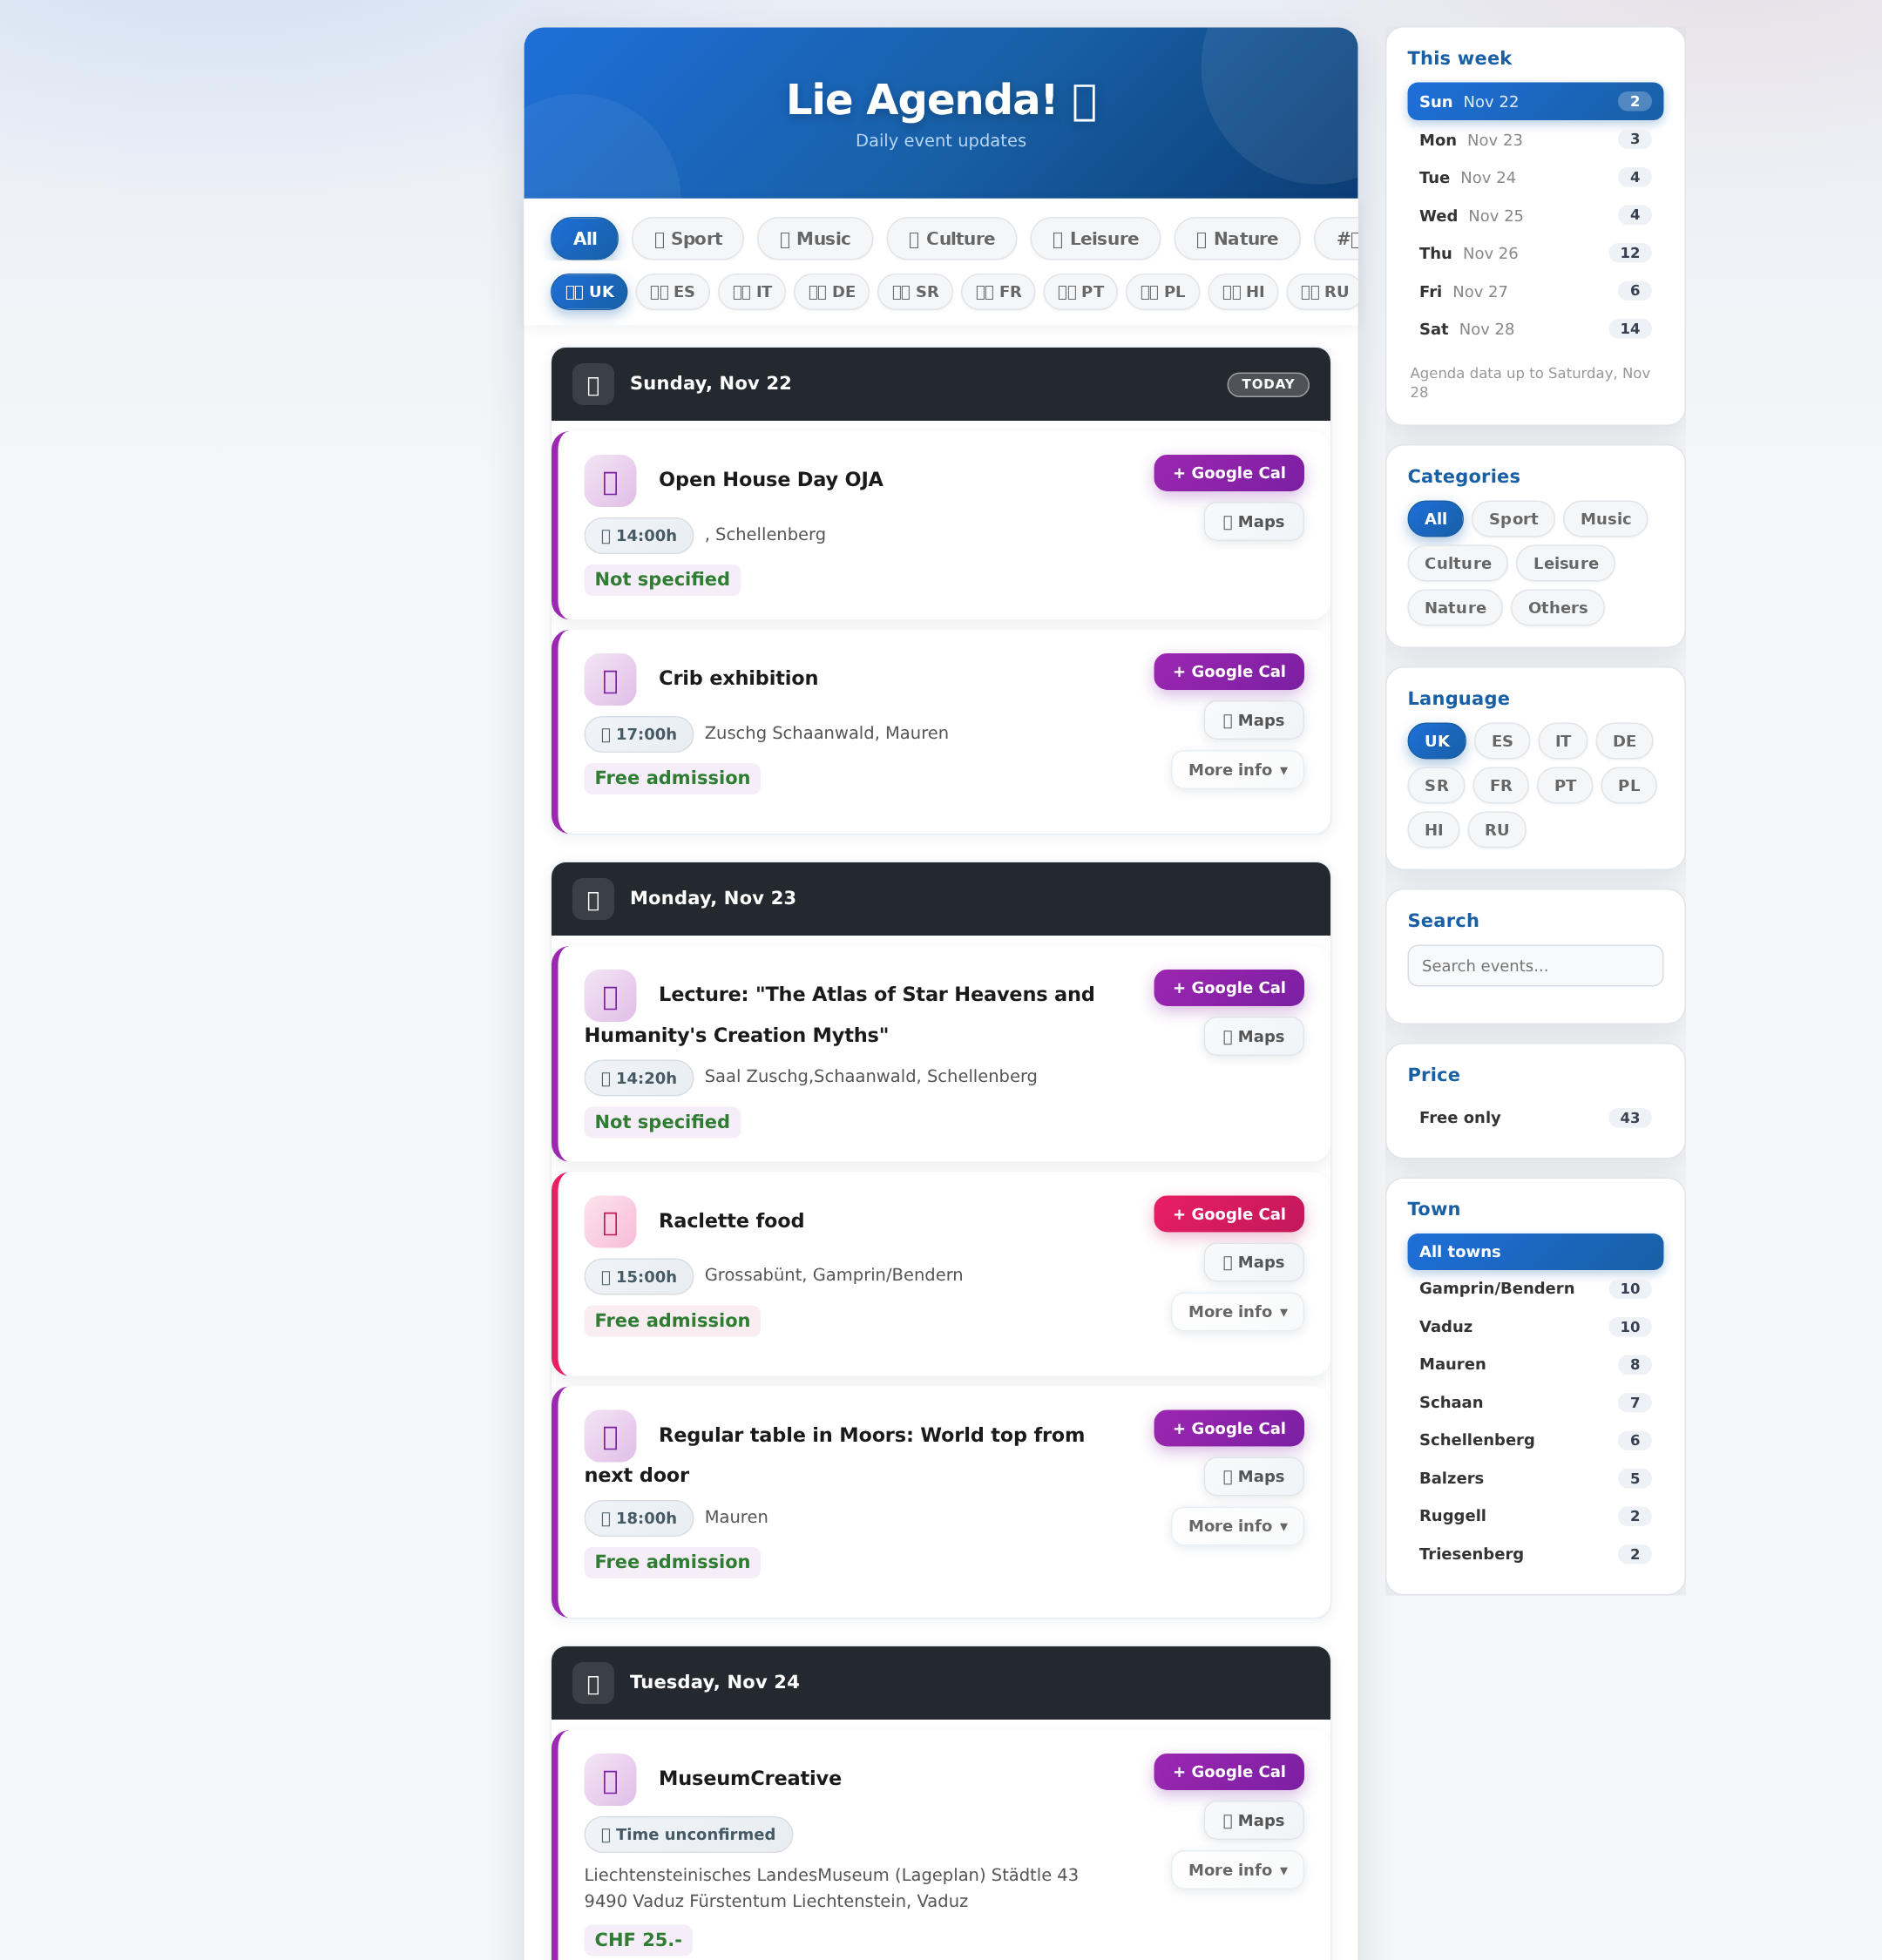 Lie Agenda!
Daily event updates
All Sport Music Culture Leisure Nature #
UK ES IT DE SR FR PT PL HI RU
Sunday, Nov 22 TODAY
Open House Day OJA
+ Google Cal
14:00h , Schellenberg
Maps
Not specified
Crib exhibition
+ Google Cal
17:00h Zuschg Schaanwald, Mauren
Maps
Free admission
More info ▾
Monday, Nov 23
Lecture: "The Atlas of Star Heavens and
Humanity's Creation Myths"
+ Google Cal
Maps
14:20h Saal Zuschg,Schaanwald, Schellenberg
Not specified
Raclette food
+ Google Cal
15:00h Grossabünt, Gamprin/Bendern
Maps
Free admission
More info ▾
Regular table in Moors: World top from
next door
+ Google Cal
Maps
18:00h Mauren
More info ▾
Free admission
Tuesday, Nov 24
MuseumCreative
+ Google Cal
Time unconfirmed
Maps
Liechtensteinisches LandesMuseum (Lageplan) Städtle 43
9490 Vaduz Fürstentum Liechtenstein, Vaduz
More info ▾
CHF 25.-
This week
Sun Nov 22 2
Mon Nov 23 3
Tue Nov 24 4
Wed Nov 25 4
Thu Nov 26 12
Fri Nov 27 6
Sat Nov 28 14
Agenda data up to Saturday, Nov
28
Categories
All Sport Music
Culture Leisure
Nature Others
Language
UK ES IT DE
SR FR PT PL
HI RU
Search
Search events...
Price
Free only 43
Town
All towns
Gamprin/Bendern 10
Vaduz 10
Mauren 8
Schaan 7
Schellenberg 6
Balzers 5
Ruggell 2
Triesenberg 2